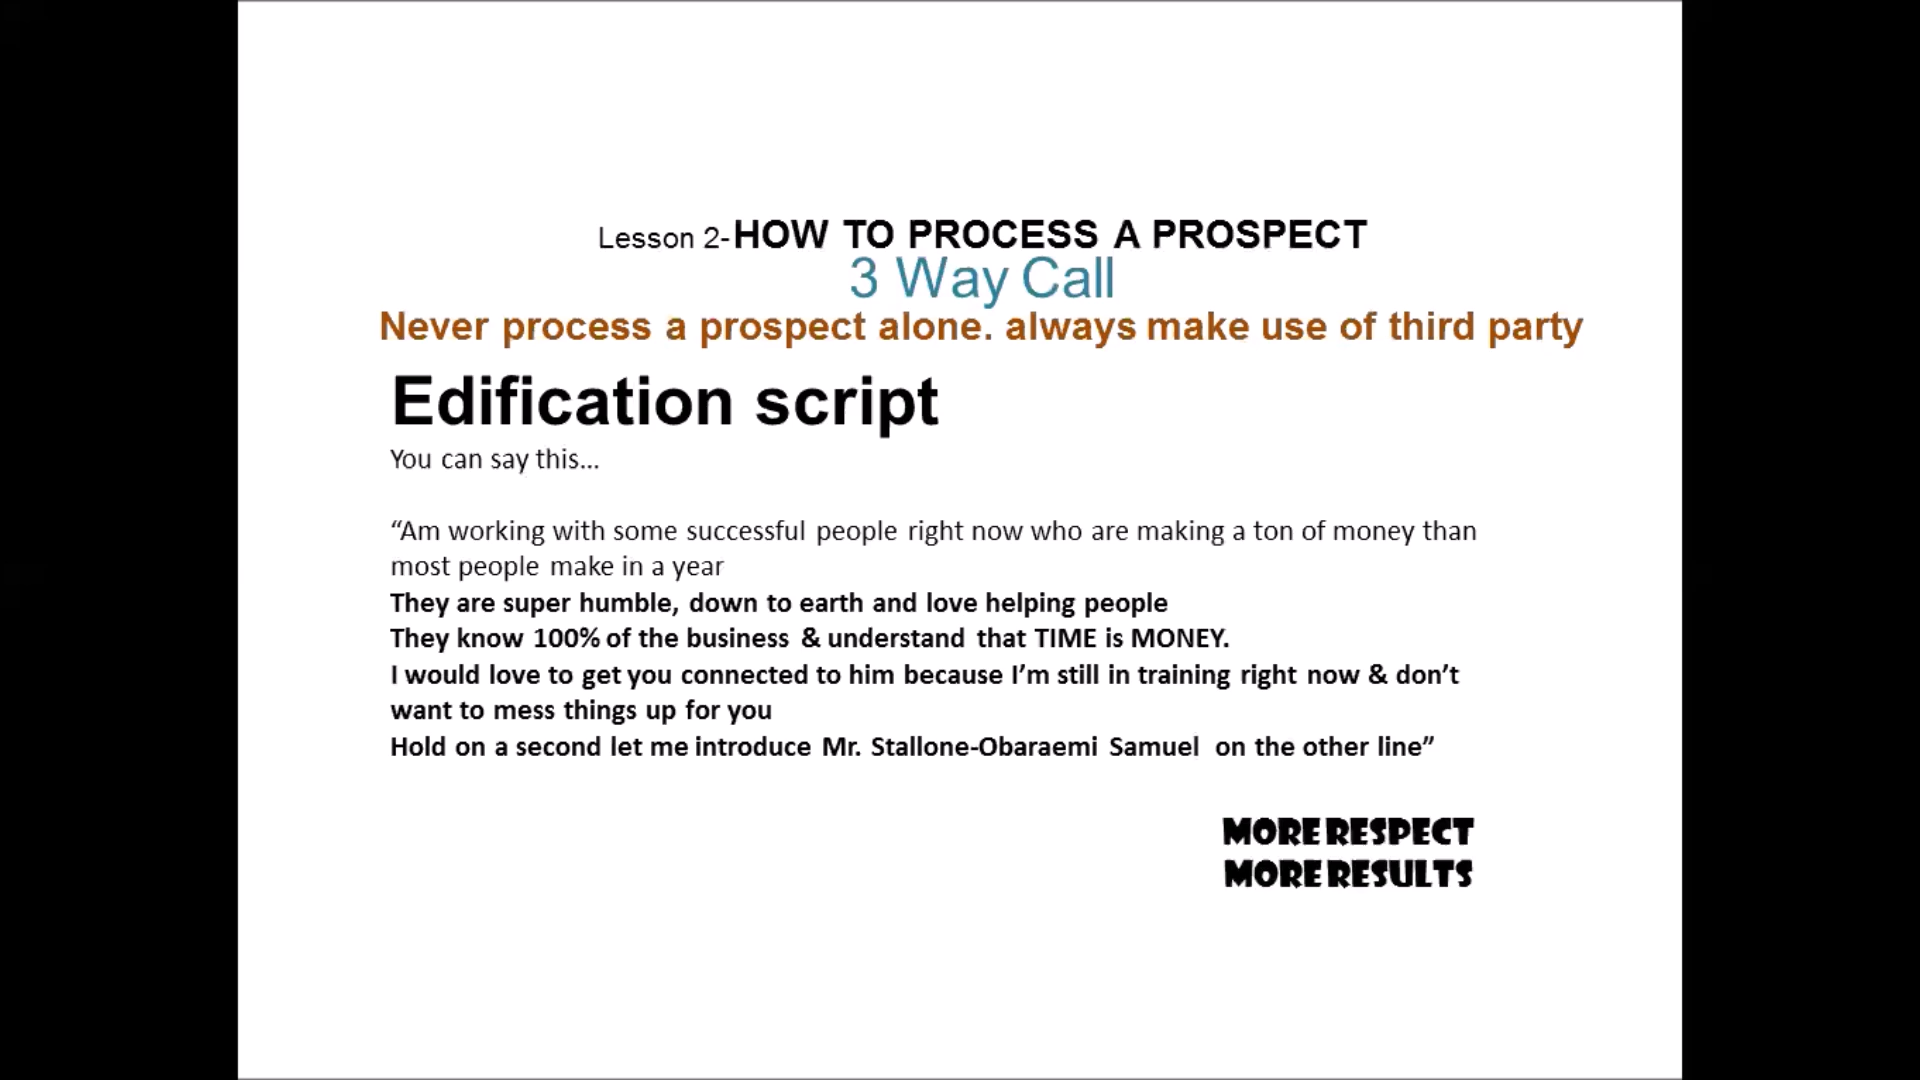 Lesson 2-HOW TO PROCESS A PROSPECT
3 Way Call
Never process a prospect alone. always make use of third party
Edification script
You can say this...
“Am working with some successful people right now who are making a ton of money than
most people make in a year
They are super humble, down to earth and love helping people
They know 100% of the business & understand that TIME is MONEY.
I would love to get you connected to him because I’m still in training right now & don’t
want to mess things up for you
Hold on a second let me introduce Mr. Stallone-Obaraemi Samuel on the other line”
MORE RESPECT
MORE RESULTS